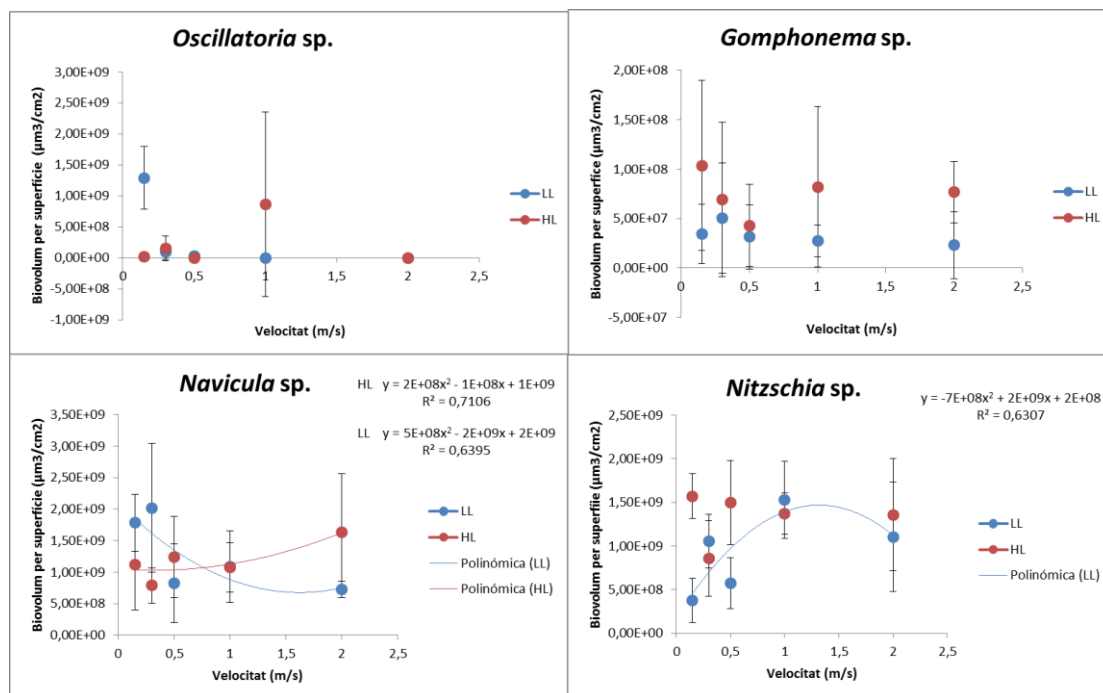 Oscillatoria sp.
Biovolum per superfície (µm3/cm2)
3,00E+09
2,50E+09
2,00E+09
1,50E+09
1,00E+09
5,00E+08
0,00E+00
-5,00E+08
-1,00E+09
0
0,5
1
1,5
2
2,5
Velocitat (m/s)
LL
HL
Gomphonema sp.
Biovolum per superfice (µm3/cm2)
2,00E+08
1,50E+08
1,00E+08
5,00E+07
0,00E+00
-5,00E+07
0
0,5
1
1,5
2
2,5
Velocitat (m/s)
LL
HL
Navicula sp.
HL y = 2E+08x² - 1E+08x + 1E+09
R² = 0,7106
LL y = 5E+08x² - 2E+09x + 2E+09
R² = 0,6395
Biovolum per superfície (µm3/cm2)
3,50E+09
3,00E+09
2,50E+09
2,00E+09
1,50E+09
1,00E+09
5,00E+08
0,00E+00
0
0,5
1
1,5
2
2,5
Velocitat (m/s)
LL
HL
Polinómica (LL)
Polinómica (HL)
Nitzschia sp.
y = -7E+08x² + 2E+09x + 2E+08
R² = 0,6307
Biovolum per superfiíe (µm3/cm2)
2,50E+09
2,00E+09
1,50E+09
1,00E+09
5,00E+08
0,00E+00
0
0,5
1
1,5
2
2,5
Velocitat (m/s)
LL
HL
Polinómica (LL)